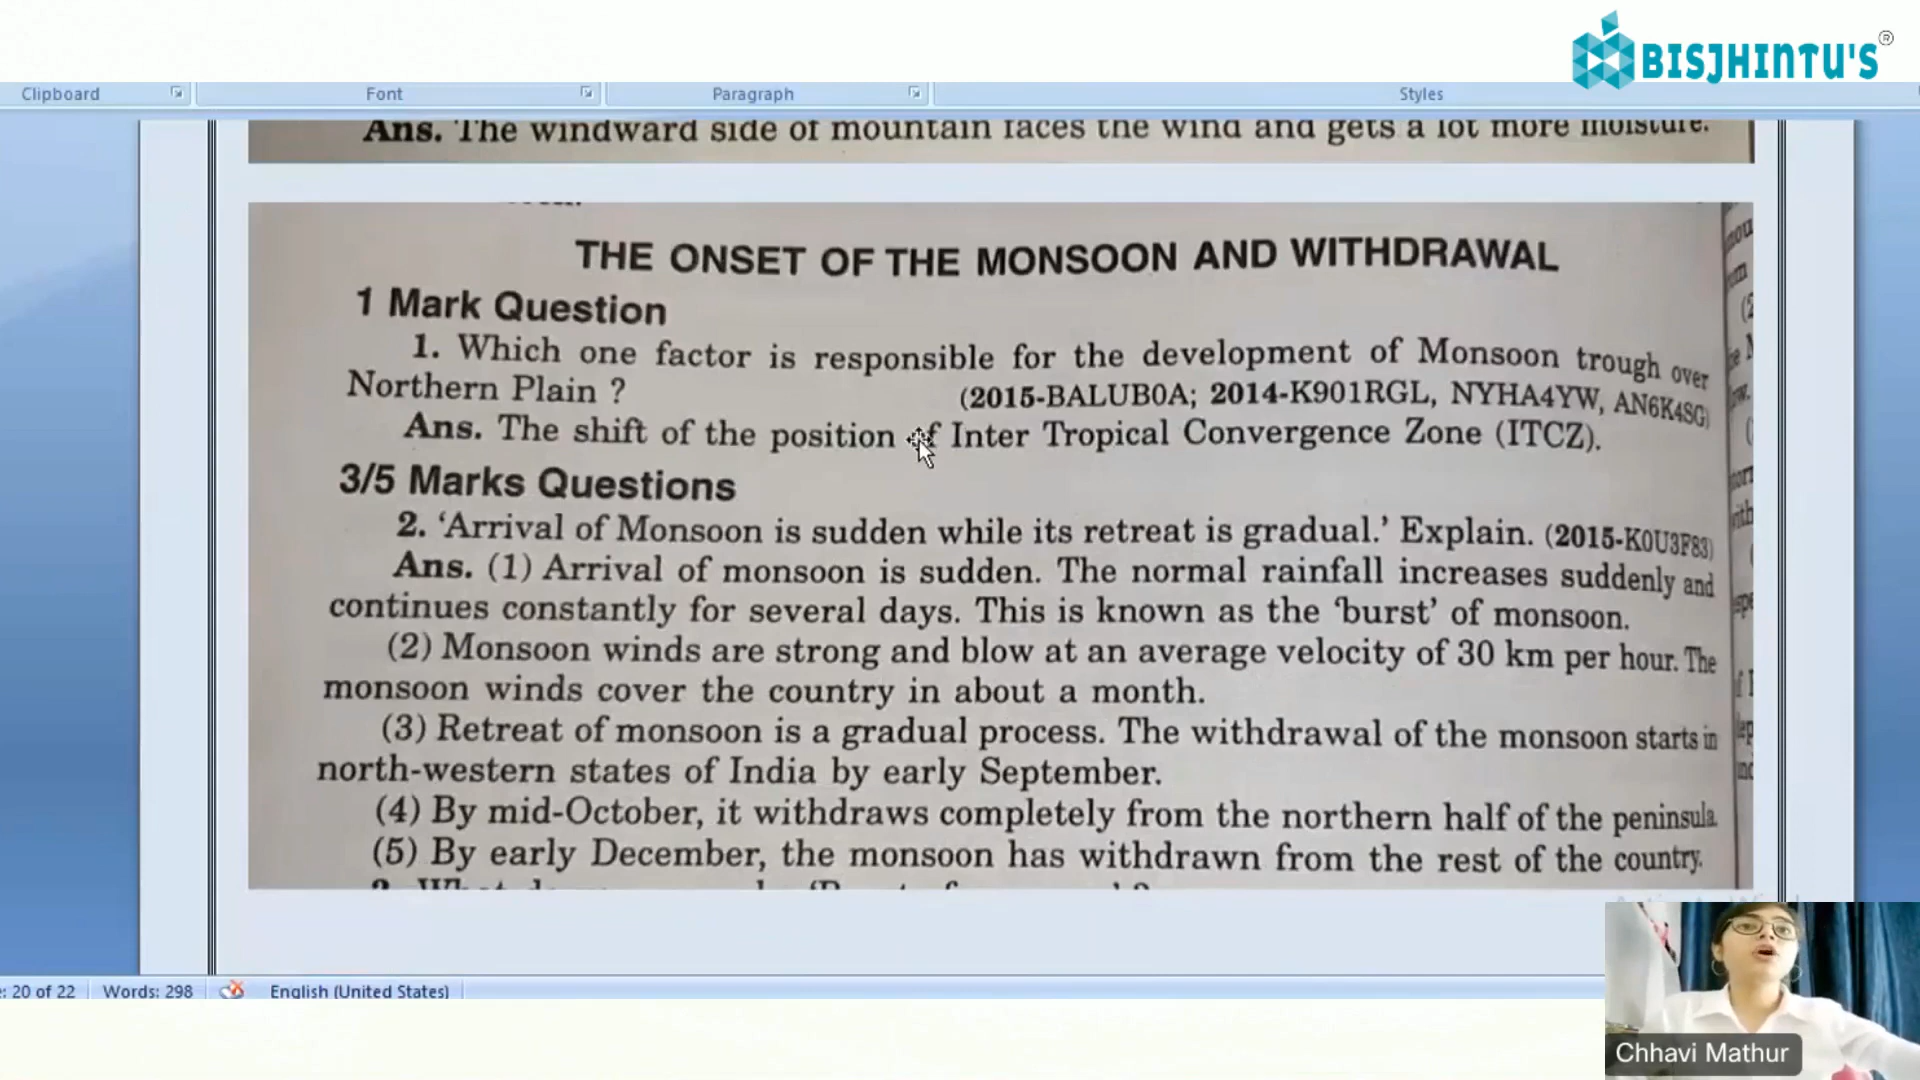 BISJHINTU'S®
Clipboard Font Paragraph Styles
Ans. The windward side of mountain faces the wind and gets a lot more moisture.
THE ONSET OF THE MONSOON AND WITHDRAWAL
1 Mark Question
1. Which one factor is responsible for the development of Monsoon trough over
Northern Plain ? (2015-BALUB0A; 2014-K901RGL, NYHA4YW, AN6K4SG)
Ans. The shift of the position of Inter Tropical Convergence Zone (ITCZ).
3/5 Marks Questions
2. ‘Arrival of Monsoon is sudden while its retreat is gradual.’ Explain. (2015-K0U3F83)
Ans. (1) Arrival of monsoon is sudden. The normal rainfall increases suddenly and
continues constantly for several days. This is known as the ‘burst’ of monsoon.
(2) Monsoon winds are strong and blow at an average velocity of 30 km per hour. The
monsoon winds cover the country in about a month.
(3) Retreat of monsoon is a gradual process. The withdrawal of the monsoon starts in
north-western states of India by early September.
(4) By mid-October, it withdraws completely from the northern half of the peninsula.
(5) By early December, the monsoon has withdrawn from the rest of the country.
: 20 of 22 Words: 298 English (United States)
Chhavi Mathur